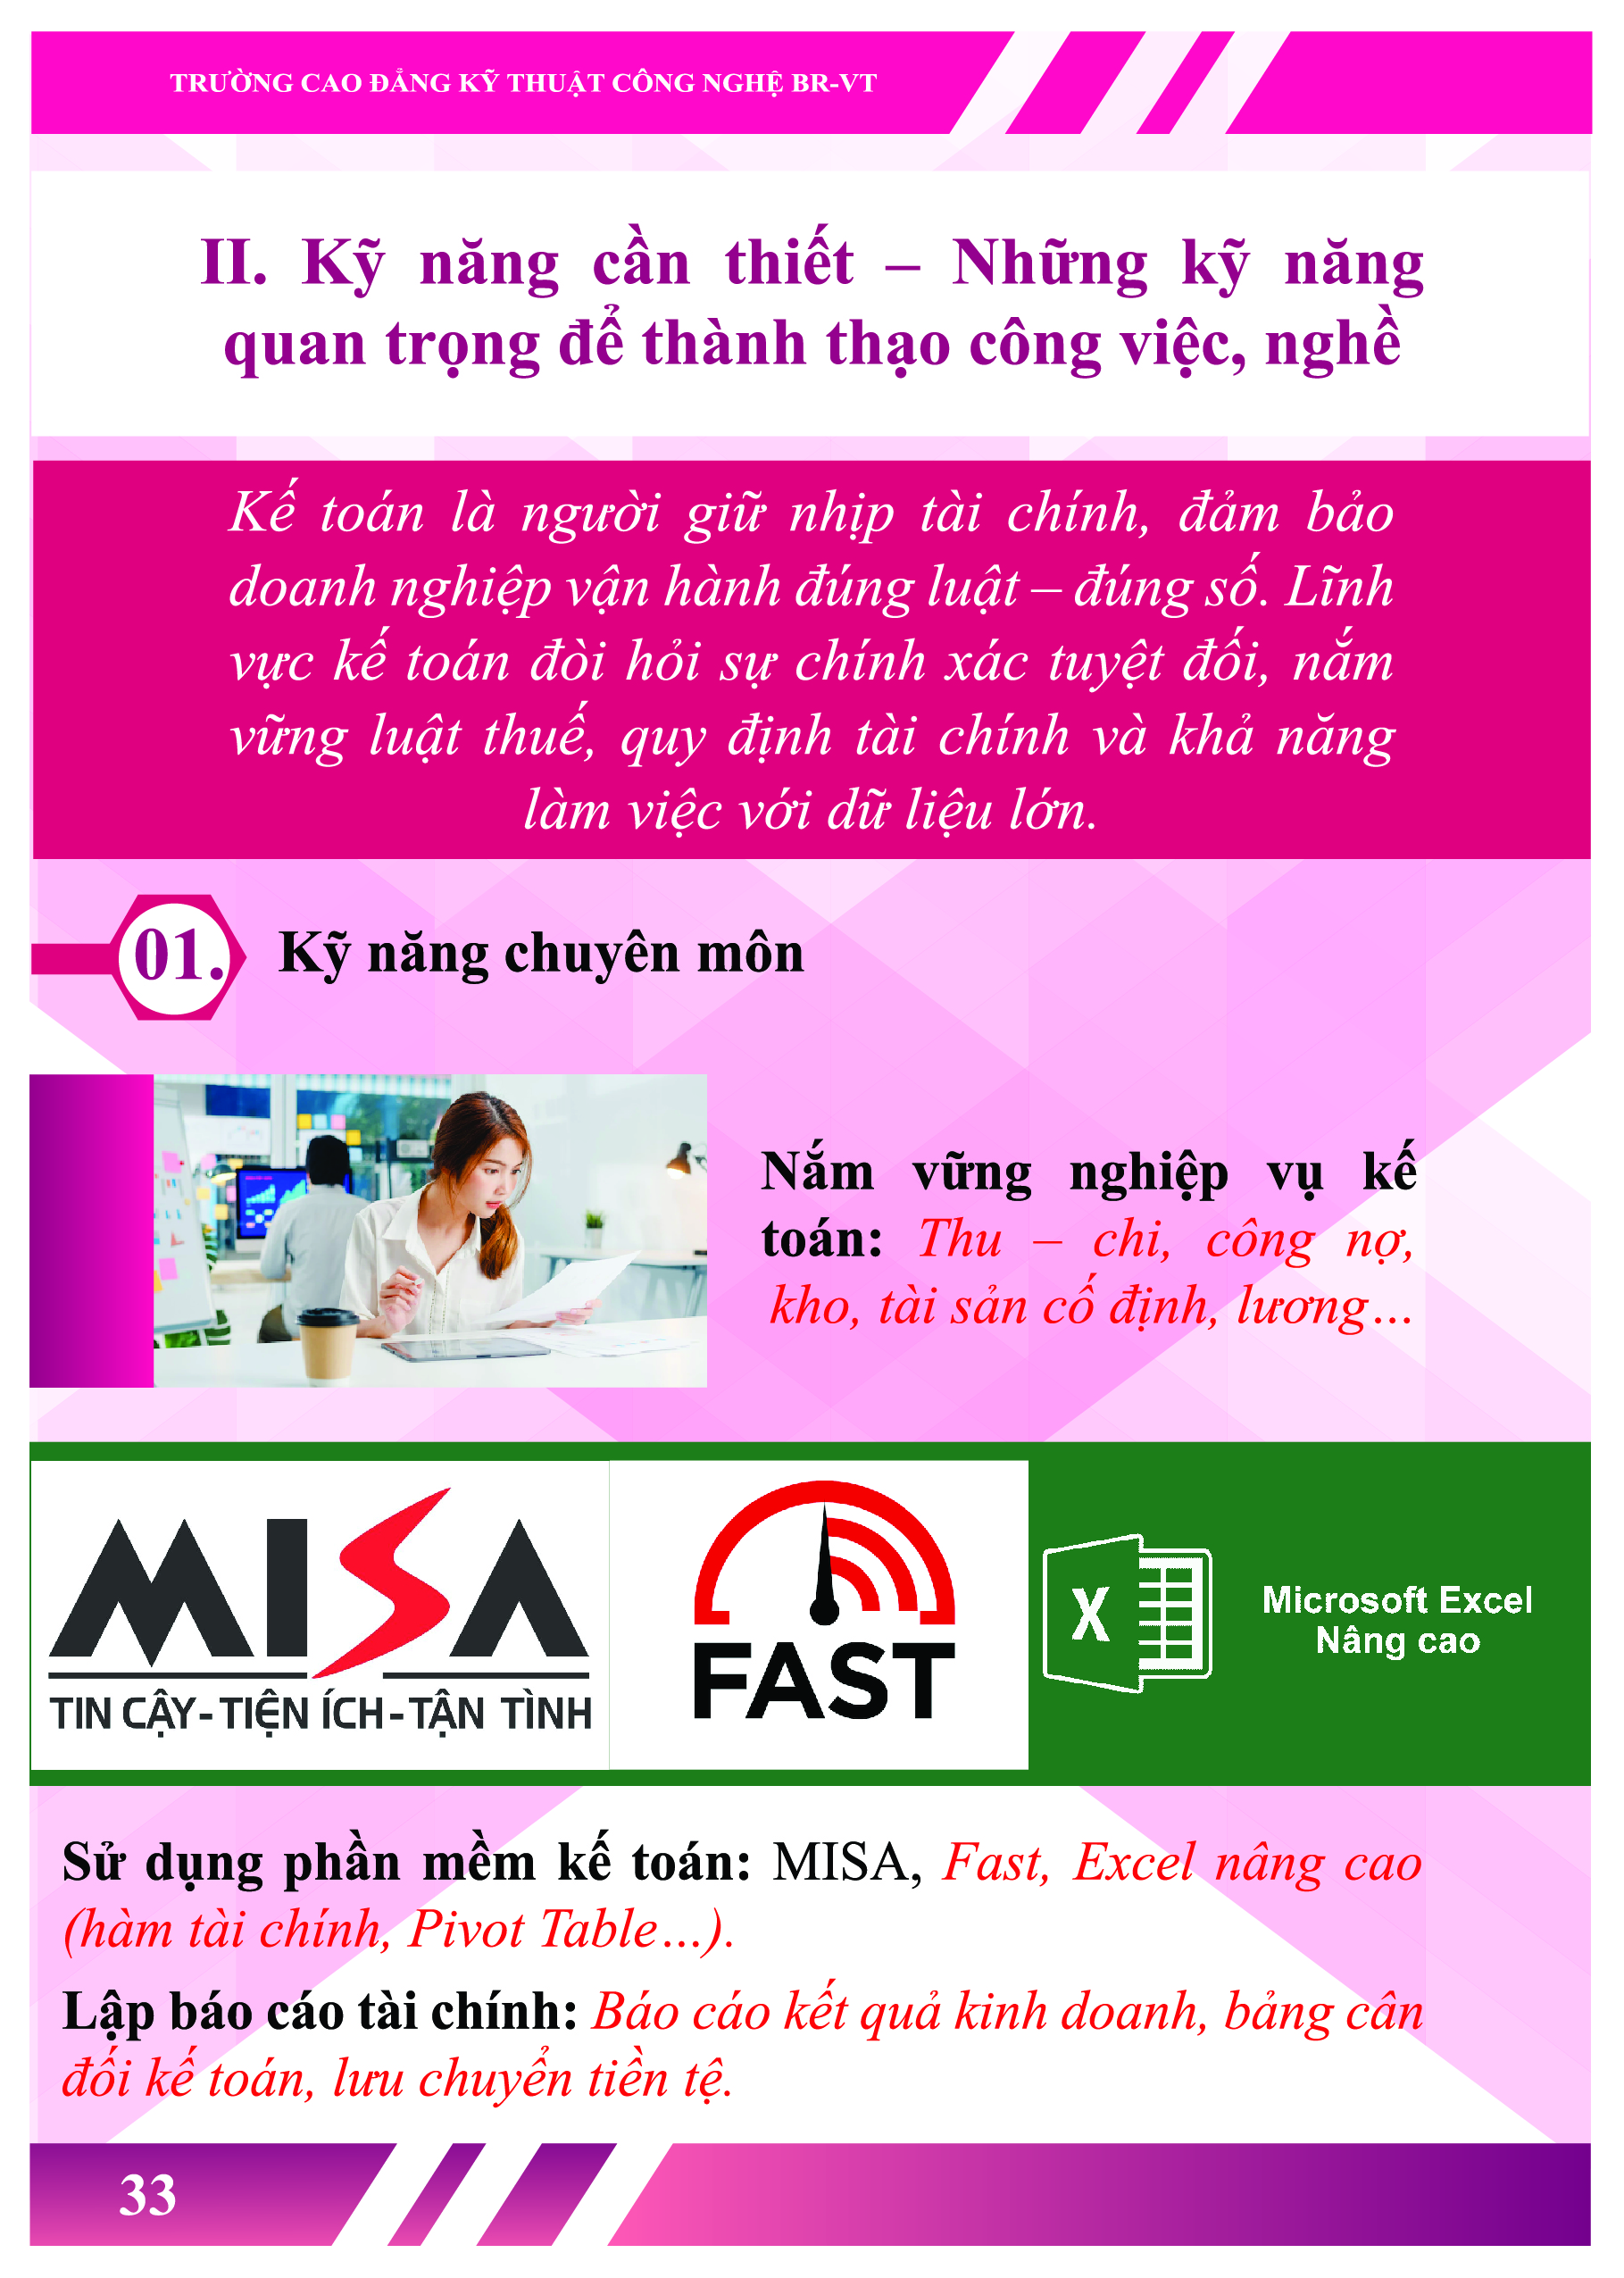 TRƯỜNG CAO ĐẲNG KỸ THUẬT CÔNG NGHỆ BR-VT
II. Kỹ năng cần thiết – Những kỹ năng
quan trọng để thành thạo công việc, nghề
Kế toán là người giữ nhịp tài chính, đảm bảo
doanh nghiệp vận hành đúng luật – đúng số. Lĩnh
vực kế toán đòi hỏi sự chính xác tuyệt đối, nắm
vững luật thuế, quy định tài chính và khả năng
làm việc với dữ liệu lớn.
01.
Kỹ năng chuyên môn
Nắm vững nghiệp vụ kế
toán: Thu – chi, công nợ,
kho, tài sản cố định, lương…
MISA
TIN CẬY-TIỆN ÍCH-TẬN TÌNH
FAST
X
Microsoft Excel
Nâng cao
Sử dụng phần mềm kế toán: MISA, Fast, Excel nâng cao
(hàm tài chính, Pivot Table…).
Lập báo cáo tài chính: Báo cáo kết quả kinh doanh, bảng cân
đối kế toán, lưu chuyển tiền tệ.
33